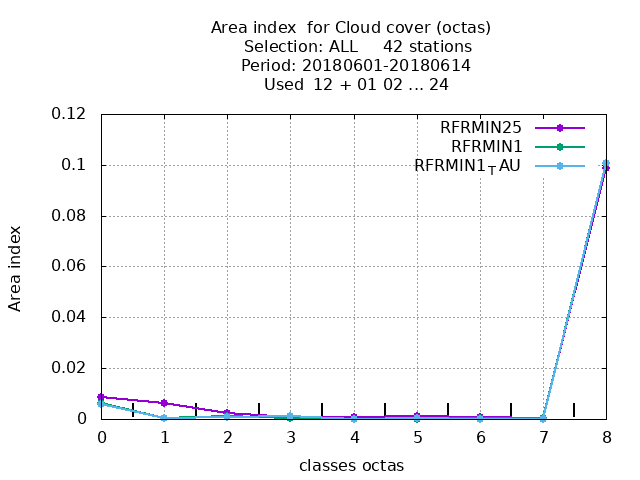 Area index  for Cloud cover (octas)
Selection: ALL     42 stations
Period: 20180601-20180614
Used  12 + 01 02 ... 24
0.12
0.1
0.08
0.06
0.04
0.02
0
Area index
RFRMIN25
RFRMIN1
RFRMIN1TAU
0 1 2 3 4 5 6 7 8
classes octas